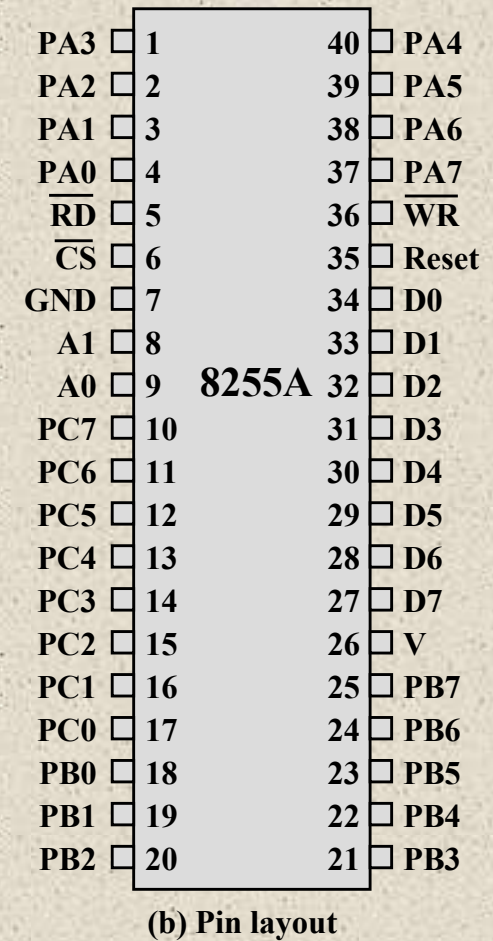 PA3 1 40 PA4
PA2 2 39 PA5
PA1 3 38 PA6
PA0 4 37 PA7
R̅D̅ 5 36 W̅R̅
C̅S̅ 6 35 Reset
GND 7 34 D0
A1 8 33 D1
A0 9 8255A 32 D2
PC7 10 31 D3
PC6 11 30 D4
PC5 12 29 D5
PC4 13 28 D6
PC3 14 27 D7
PC2 15 26 V
PC1 16 25 PB7
PC0 17 24 PB6
PB0 18 23 PB5
PB1 19 22 PB4
PB2 20 21 PB3
(b) Pin layout